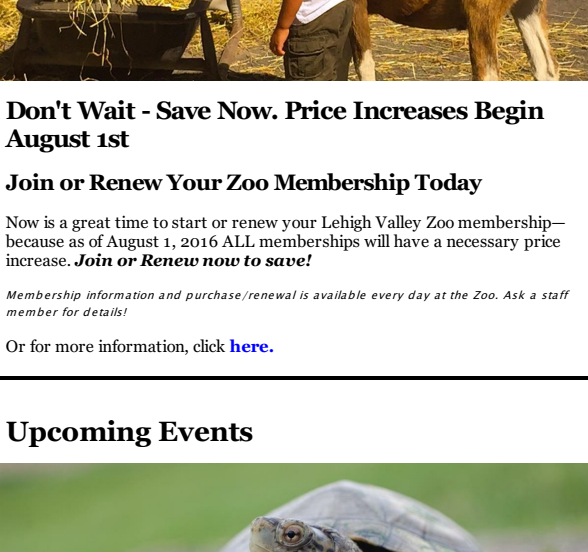 Don't Wait - Save Now. Price Increases Begin
August 1st
Join or Renew Your Zoo Membership Today
Now is a great time to start or renew your Lehigh Valley Zoo membership—
because as of August 1, 2016 ALL memberships will have a necessary price
increase. Join or Renew now to save!
Membership information and purchase/renewal is available every day at the Zoo. Ask a staff
member for details!
Or for more information, click here.
Upcoming Events